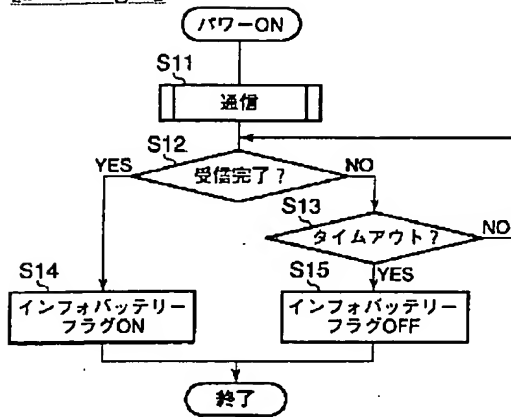 パワーON
S11
通信
S12
YES
受信完了?
NO
S13
タイムアウト?
NO
YES
S14
インフォバッテリー
フラグON
S15
インフォバッテリー
フラグOFF
終了